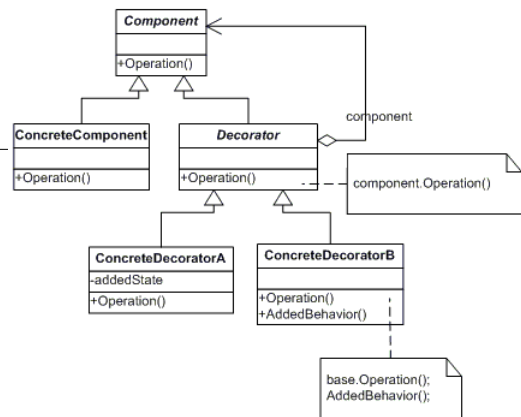 Component
+Operation()
ConcreteComponent
+Operation()
Decorator
+Operation()
component
component.Operation()
ConcreteDecoratorA
-addedState
+Operation()
ConcreteDecoratorB
+Operation()
+AddedBehavior()
base.Operation();
AddedBehavior();